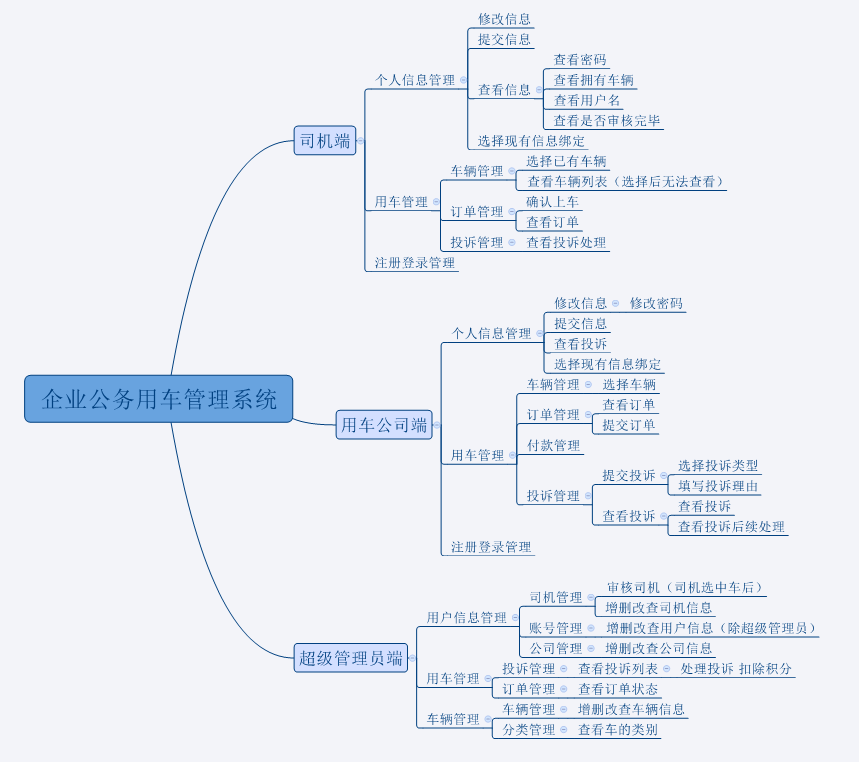 企业公务用车管理系统
司机端
个人信息管理
修改信息
提交信息
查看信息
查看密码
查看拥有车辆
查看用户名
查看是否审核完毕
选择现有信息绑定
用车管理
车辆管理
选择已有车辆
查看车辆列表（选择后无法查看）
订单管理
确认上车
查看订单
投诉管理
查看投诉处理
注册登录管理
用车公司端
个人信息管理
修改信息
修改密码
提交信息
查看投诉
选择现有信息绑定
用车管理
车辆管理
选择车辆
订单管理
查看订单
提交订单
付款管理
投诉管理
提交投诉
选择投诉类型
填写投诉理由
查看投诉
查看投诉
查看投诉后续处理
注册登录管理
超级管理员端
用户信息管理
司机管理
审核司机（司机选中车后）
增删改查司机信息
账号管理
增删改查用户信息（除超级管理员）
公司管理
增删改查公司信息
用车管理
投诉管理
查看投诉列表
处理投诉 扣除积分
订单管理
查看订单状态
车辆管理
车辆管理
增删改查车辆信息
分类管理
查看车的类别